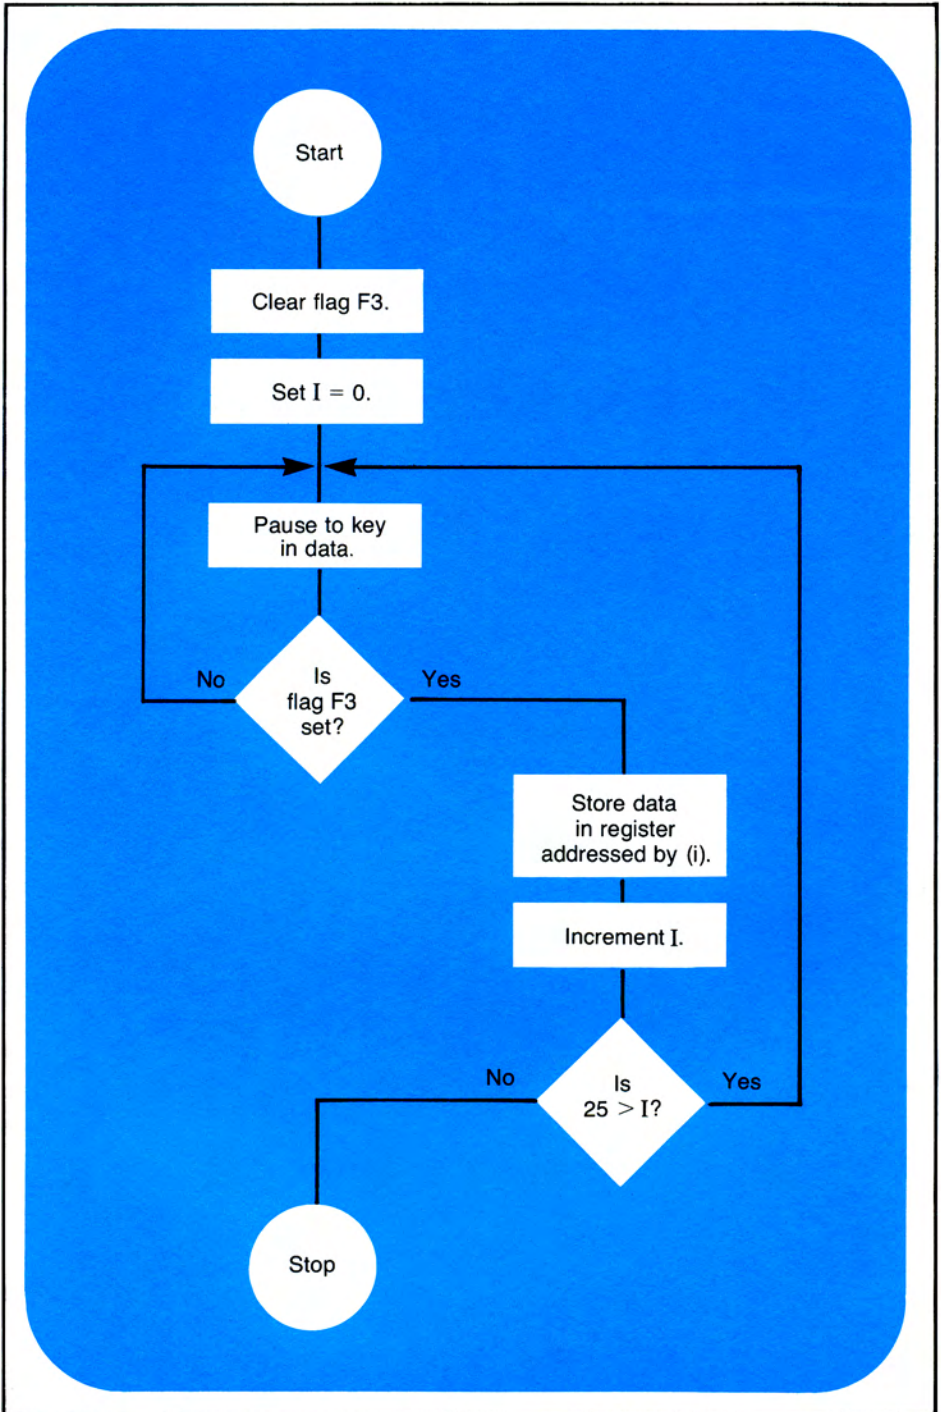 Start
Clear flag F3.
Set I = 0.
Pause to key
in data.
No
Is
flag F3
set?
Yes
Store data
in register
addressed by (i).
Increment I.
No
Is
25 > I?
Yes
Stop